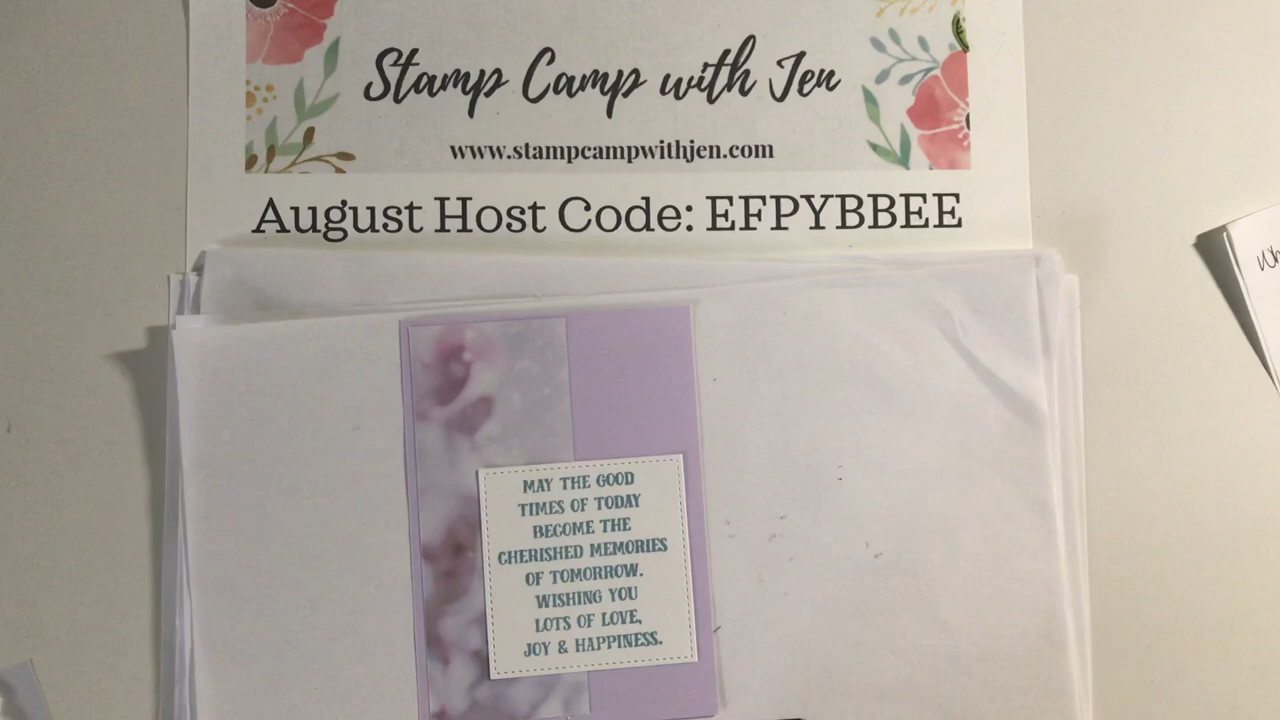 Stamp Camp with Jen
www.stampcampwithjen.com
August Host Code: EFPYBBEE
MAY THE GOOD
TIMES OF TODAY
BECOME THE
CHERISHED MEMORIES
OF TOMORROW.
WISHING YOU
LOTS OF LOVE,
JOY & HAPPINESS.